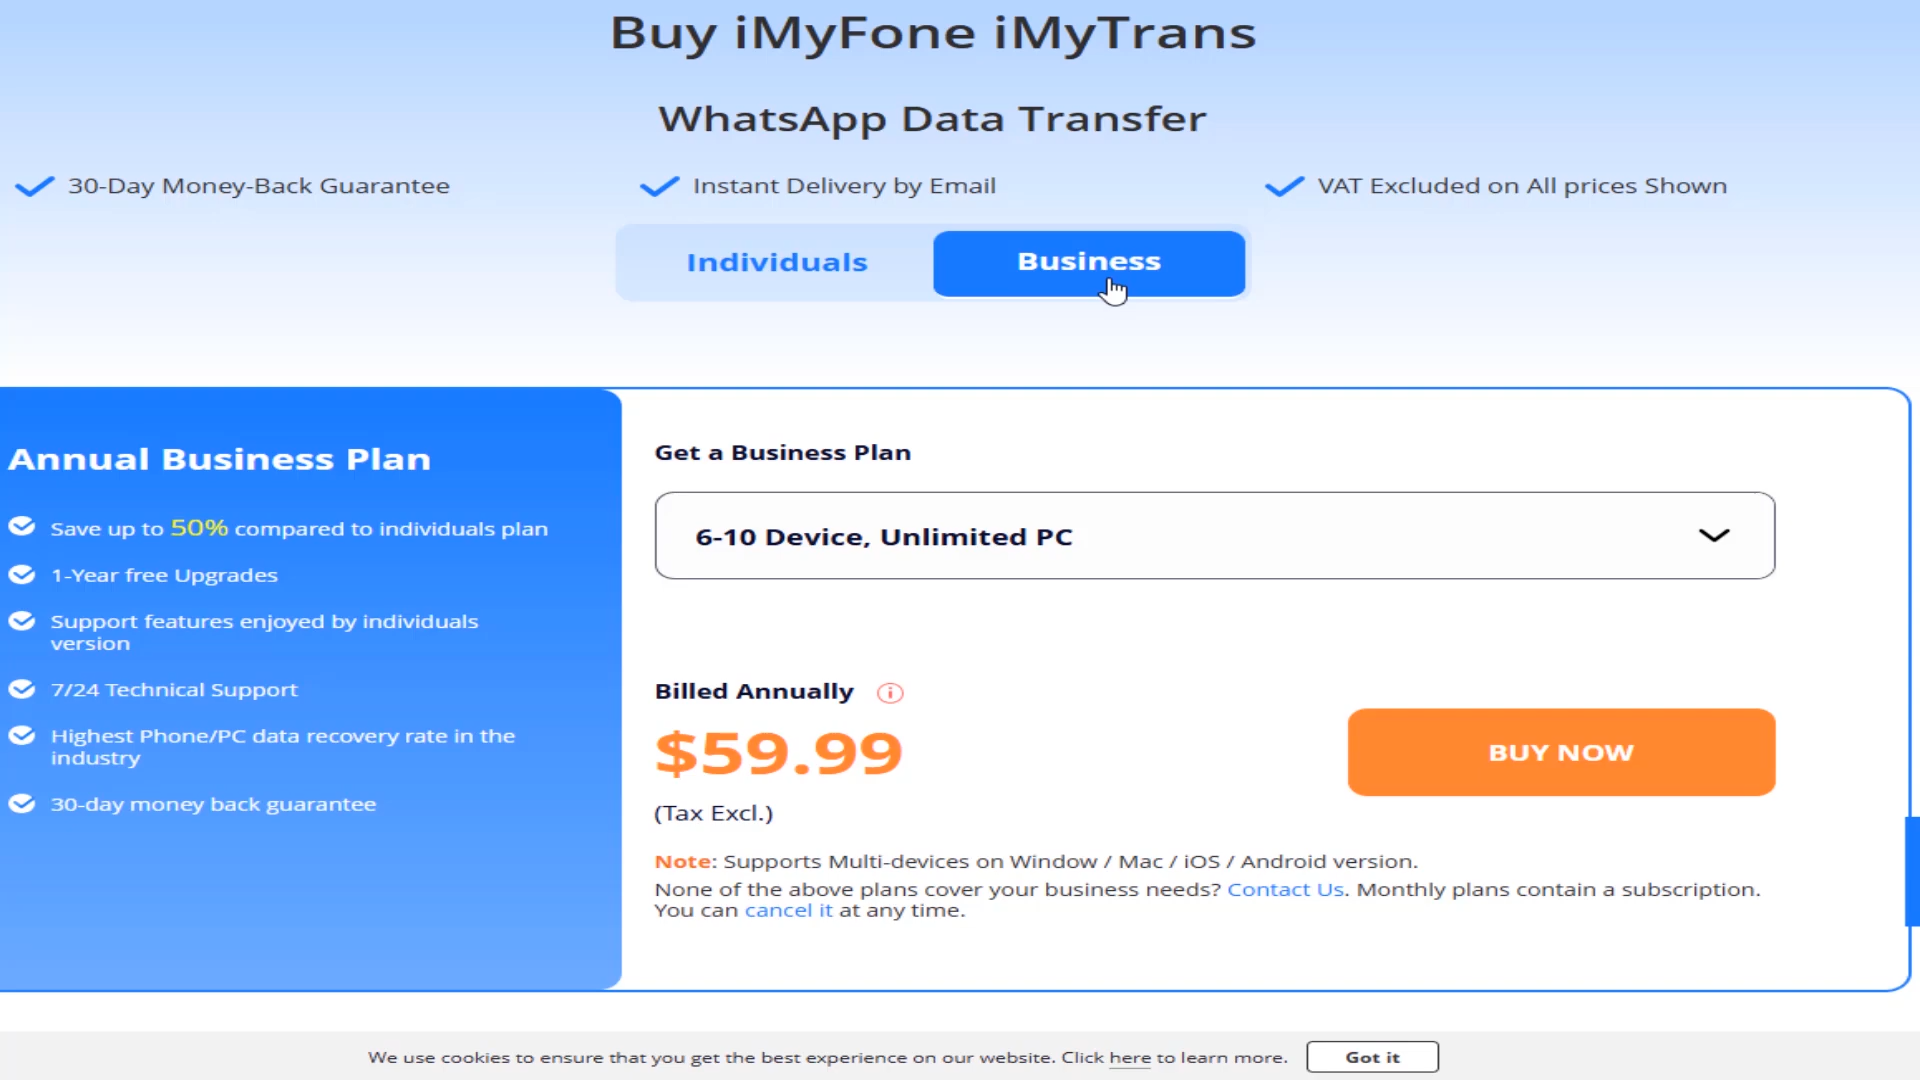 Buy iMyFone iMyTrans
WhatsApp Data Transfer
30-Day Money-Back Guarantee
Instant Delivery by Email
VAT Excluded on All prices Shown
Individuals
Business
Annual Business Plan
Save up to 50% compared to individuals plan
1-Year free Upgrades
Support features enjoyed by individuals
version
7/24 Technical Support
Highest Phone/PC data recovery rate in the
industry
30-day money back guarantee
Get a Business Plan
6-10 Device, Unlimited PC
Billed Annually
$59.99
(Tax Excl.)
BUY NOW
Note: Supports Multi-devices on Window / Mac / iOS / Android version.
None of the above plans cover your business needs? Contact Us. Monthly plans contain a subscription.
You can cancel it at any time.
We use cookies to ensure that you get the best experience on our website. Click here to learn more.
Got it